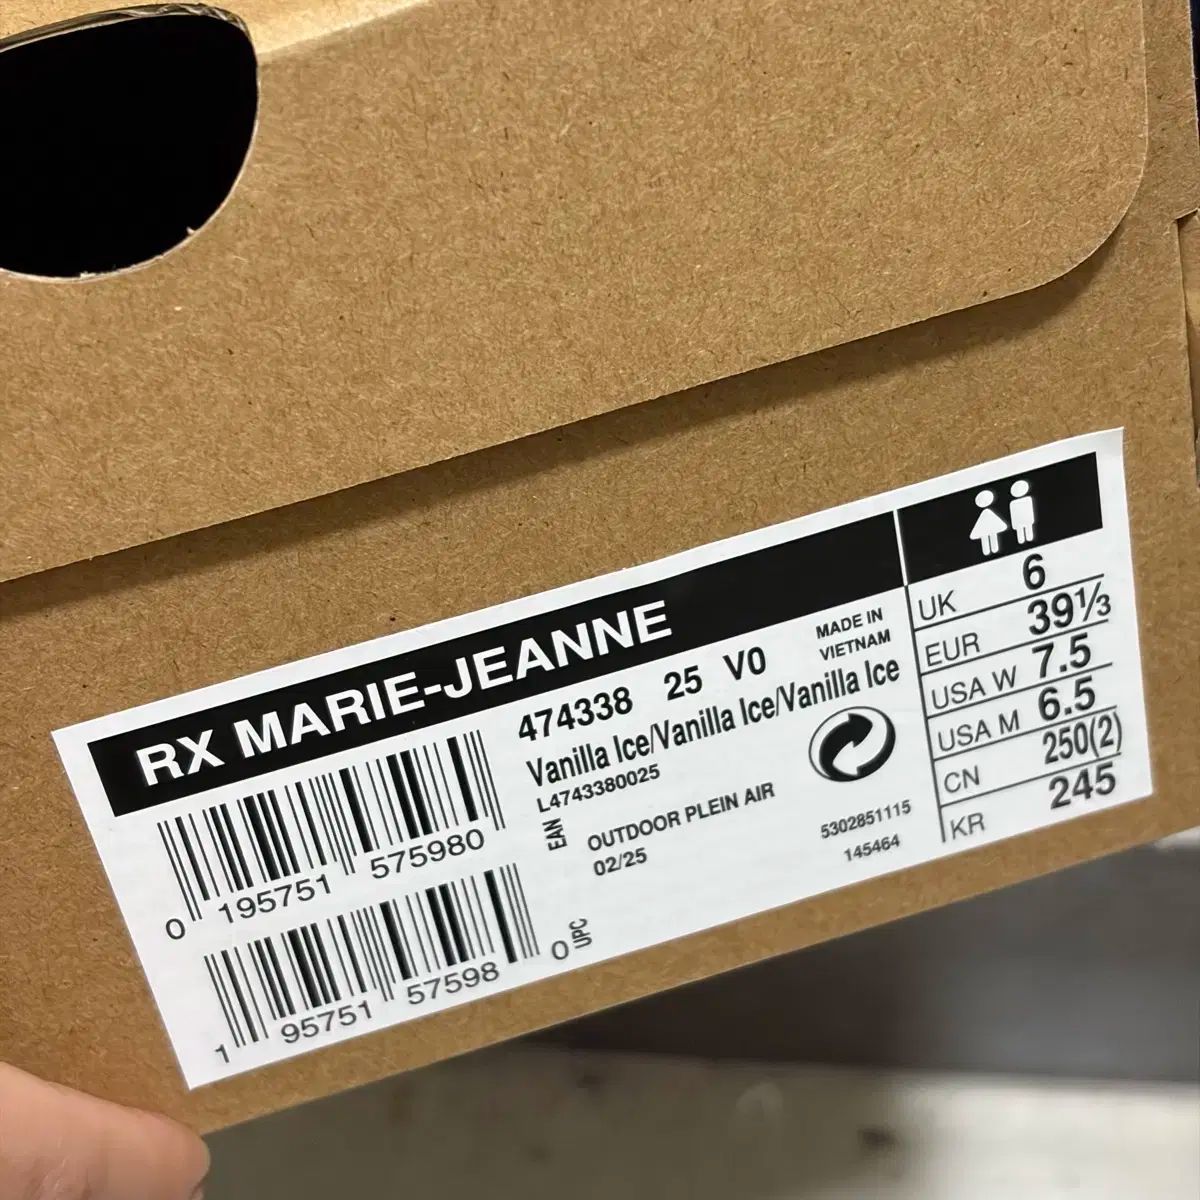 RX MARIE-JEANNE
474338 25 V0
MADE IN
VIETNAM
Vanilla Ice/Vanilla Ice/Vanilla Ice
L4743380025
EAN
0 195751 575980
OUTDOOR PLEIN AIR
02/25
5302851115
145464
UPC
1 95751 57598 0
UK 6
EUR 39⅓
USA W 7.5
USA M 6.5
CN 250(2)
KR 245